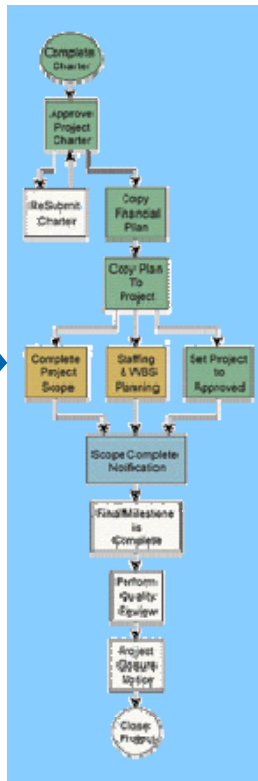 Complete
Charter
Approve
Project
Charter
ReSubmit
Charter
Copy
Financial
Plan
Copy Plan
To
Project
Complete
Project
Scope
Staffing
& WBS
Planning
Set Project
to
Approved
Scope Complete
Notification
Final Milestone
is
Complete
Perform
Quality
Review
Project
Closure
Notice
Close
Project